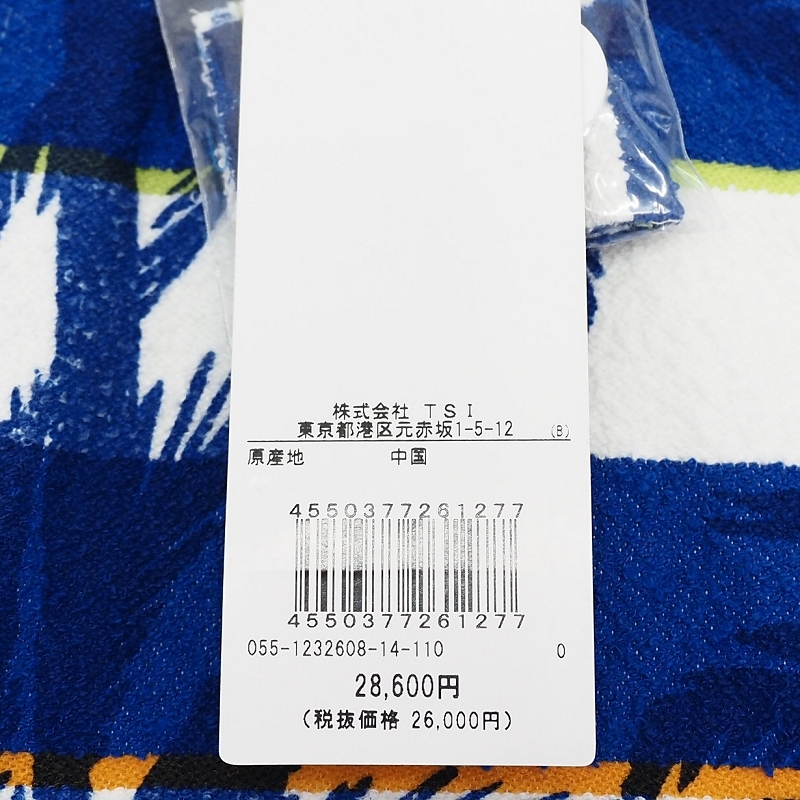 株式会社 TSI
東京都港区元赤坂1-5-12 (B)
原産地 中国
4550377261277
4550377261277
055-1232608-14-110 0
28,600円
(税抜価格 26,000円)